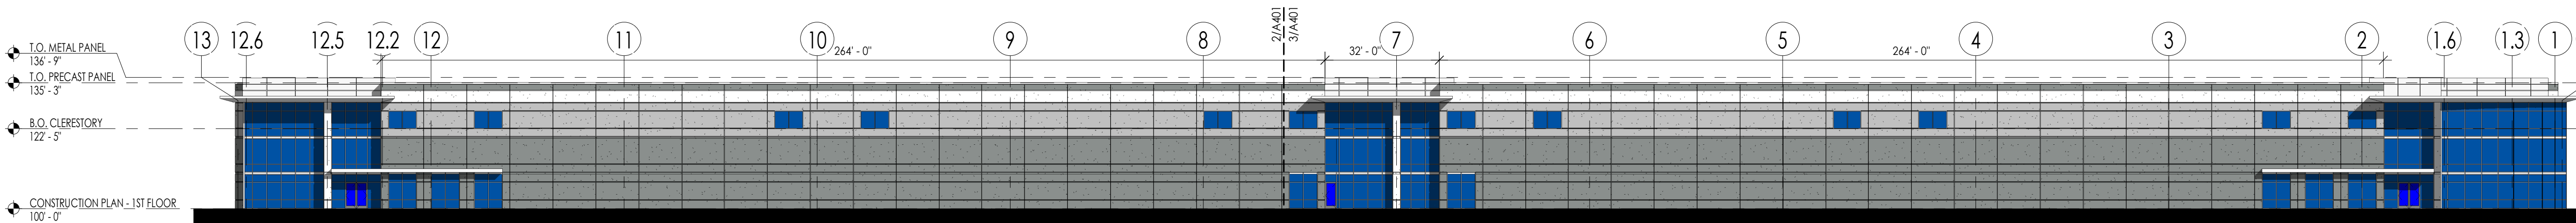 2/A401
3/A401
13
12.6
12.5
12.2
12
11
10
9
8
7
6
5
4
3
2
1.6
1.3
1
264' - 0"
32' - 0"
264' - 0"
T.O. METAL PANEL
136' - 9"
T.O. PRECAST PANEL
135' - 3"
B.O. CLERESTORY
122' - 5"
CONSTRUCTION PLAN - 1ST FLOOR
100' - 0"